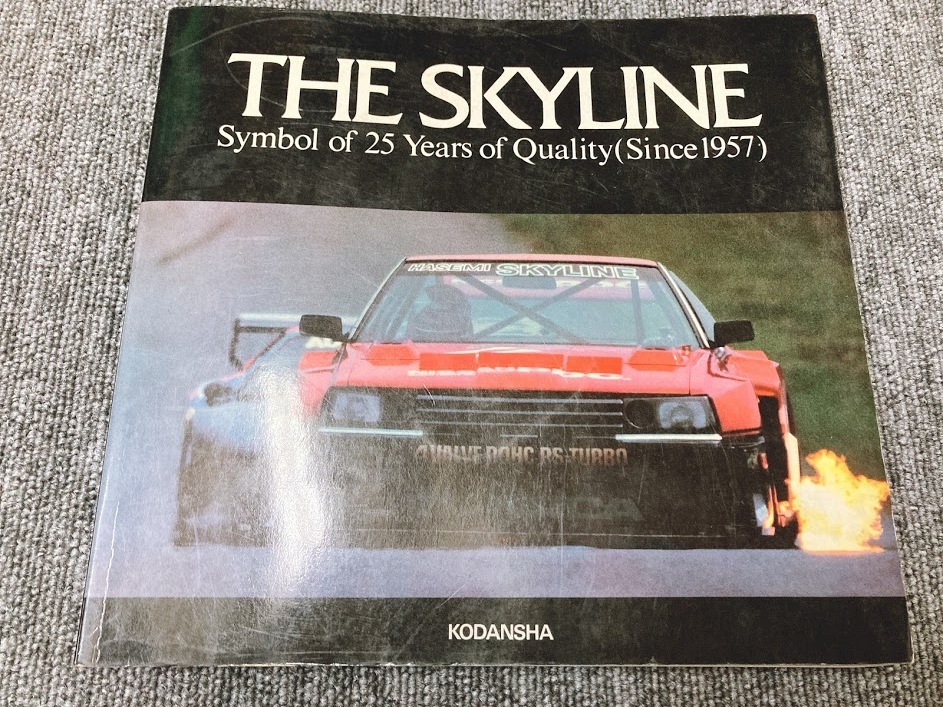 THE SKYLINE
Symbol of 25 Years of Quality(Since1957)
HASEMI SKYLINE
4VALVE DOHC RS-TURBO
KODANSHA